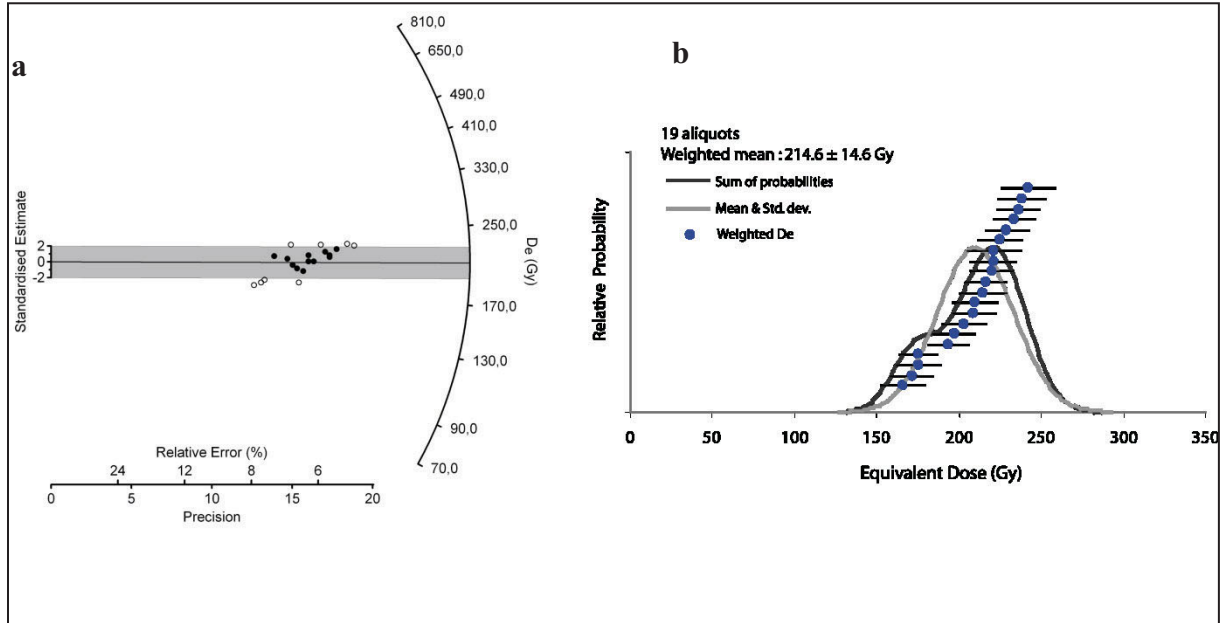 a
810,0
650,0
490,0
410,0
330,0
250,0
170,0
130,0
90,0
70,0
De (Gy)
Standardised Estimate
2
0
-2
Relative Error (%)
24 12 8 6
0 5 10 15 20
Precision
b
19 aliquots
Weighted mean : 214.6 ± 14.6 Gy
Sum of probabilities
Mean & Std. dev.
Weighted De
Relative Probability
0 50 100 150 200 250 300 350
Equivalent Dose (Gy)